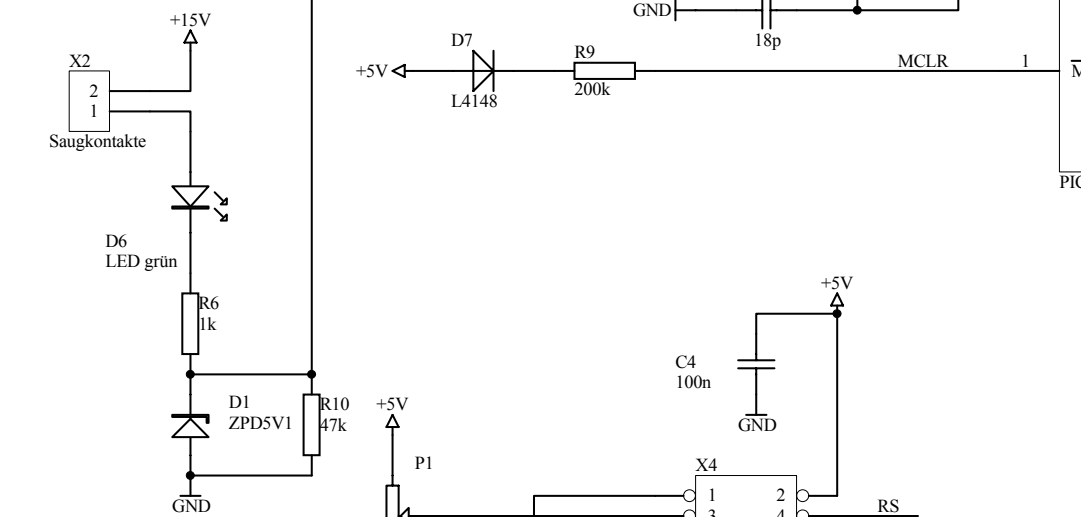 +15V
X2
2
1
Saugkontakte
D6
LED grün
R6
1k
D1
ZPD5V1
R10
47k
GND
GND
18p
D7
+5V
L4148
R9
200k
MCLR
1
+5V
C4
100n
GND
+5V
P1
X4
1
2
3
4
RS